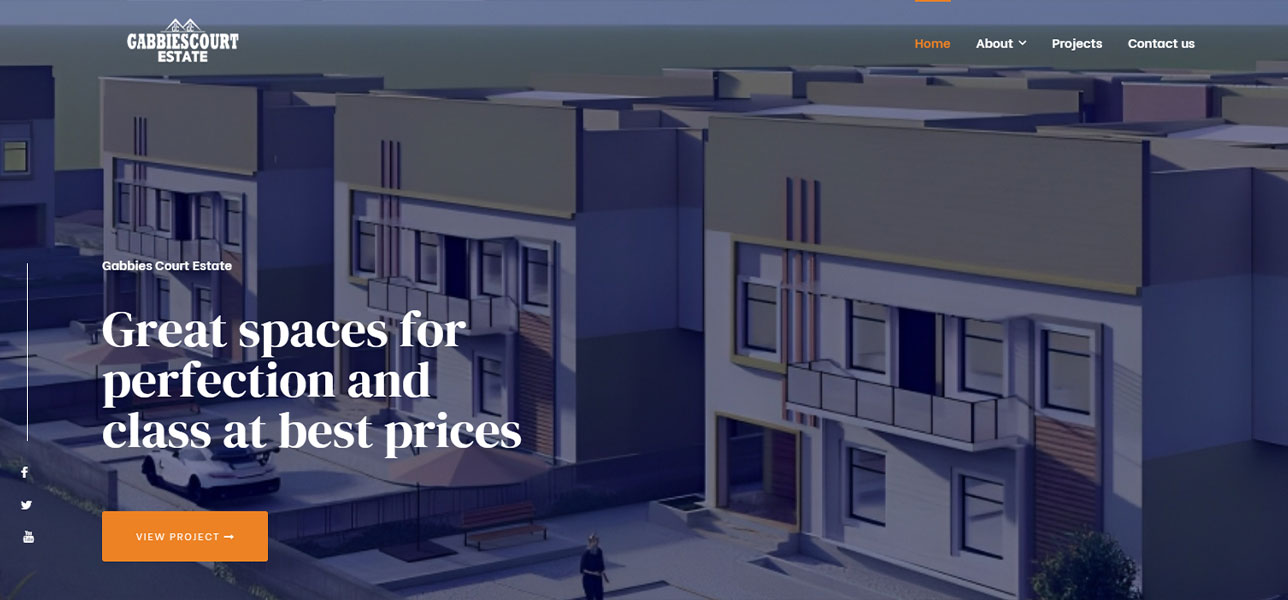 GABBIESCOURT
ESTATE
Home
About
Projects
Contact us
Gabbies Court Estate
Great spaces for
perfection and
class at best prices
VIEW PROJECT